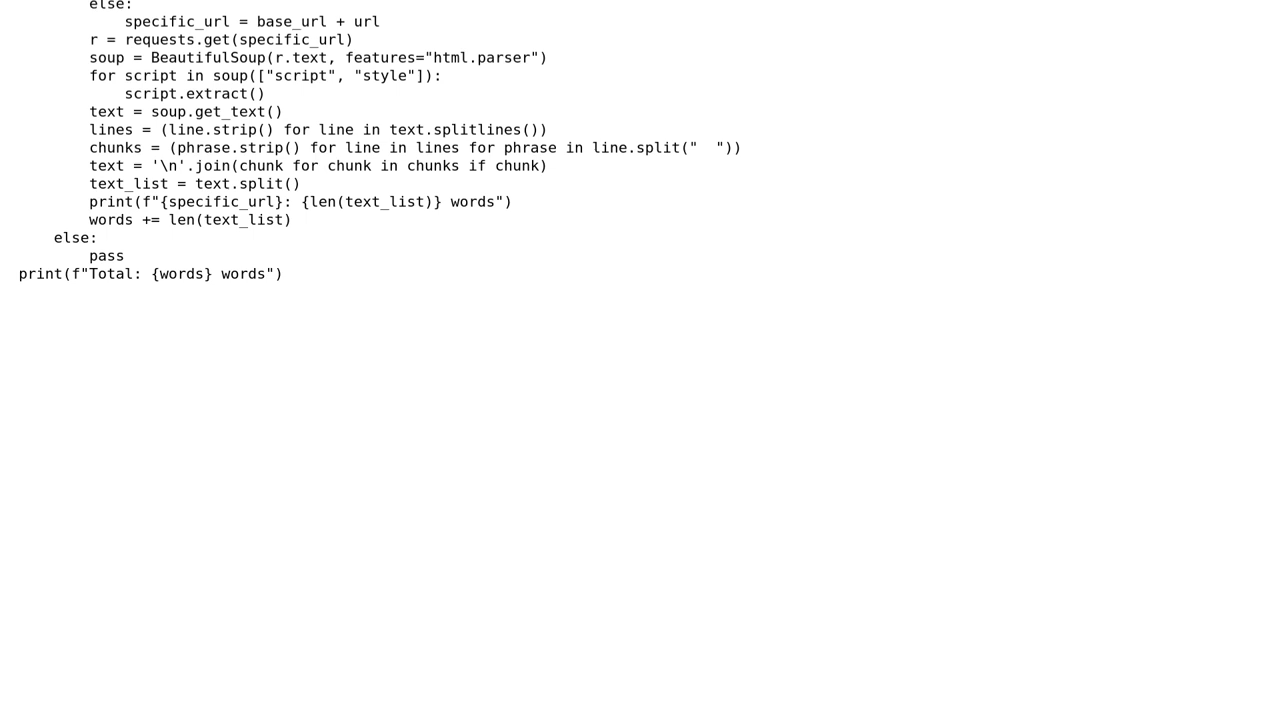 else:
            specific_url = base_url + url
        r = requests.get(specific_url)
        soup = BeautifulSoup(r.text, features="html.parser")
        for script in soup(["script", "style"]):
            script.extract()
        text = soup.get_text()
        lines = (line.strip() for line in text.splitlines())
        chunks = (phrase.strip() for line in lines for phrase in line.split("  "))
        text = '\n'.join(chunk for chunk in chunks if chunk)
        text_list = text.split()
        print(f"{specific_url}: {len(text_list)} words")
        words += len(text_list)
    else:
        pass
print(f"Total: {words} words")